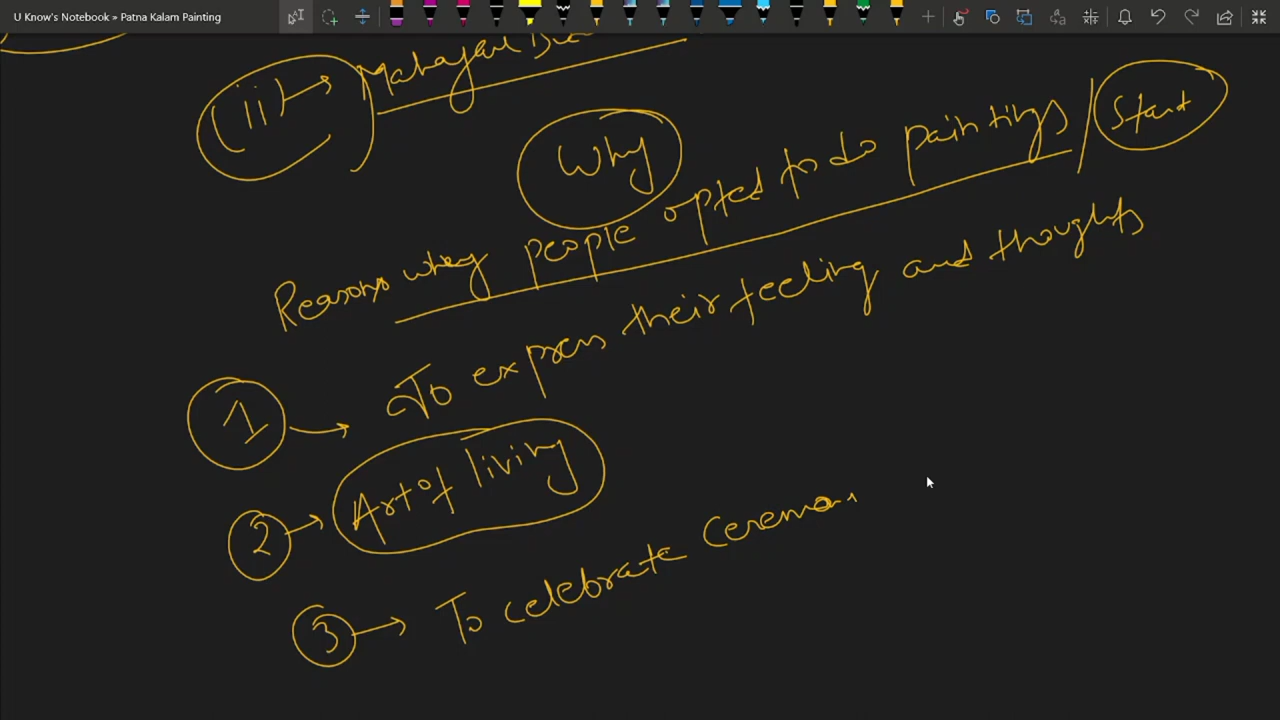 U Know's Notebook » Patna Kalam Painting
(ii) → Mahajani
Why
Reasons why people opted to do paintings / Start
1 → To express their feeling and thoughts
2 → Art of living
3 → To celebrate Ceremon